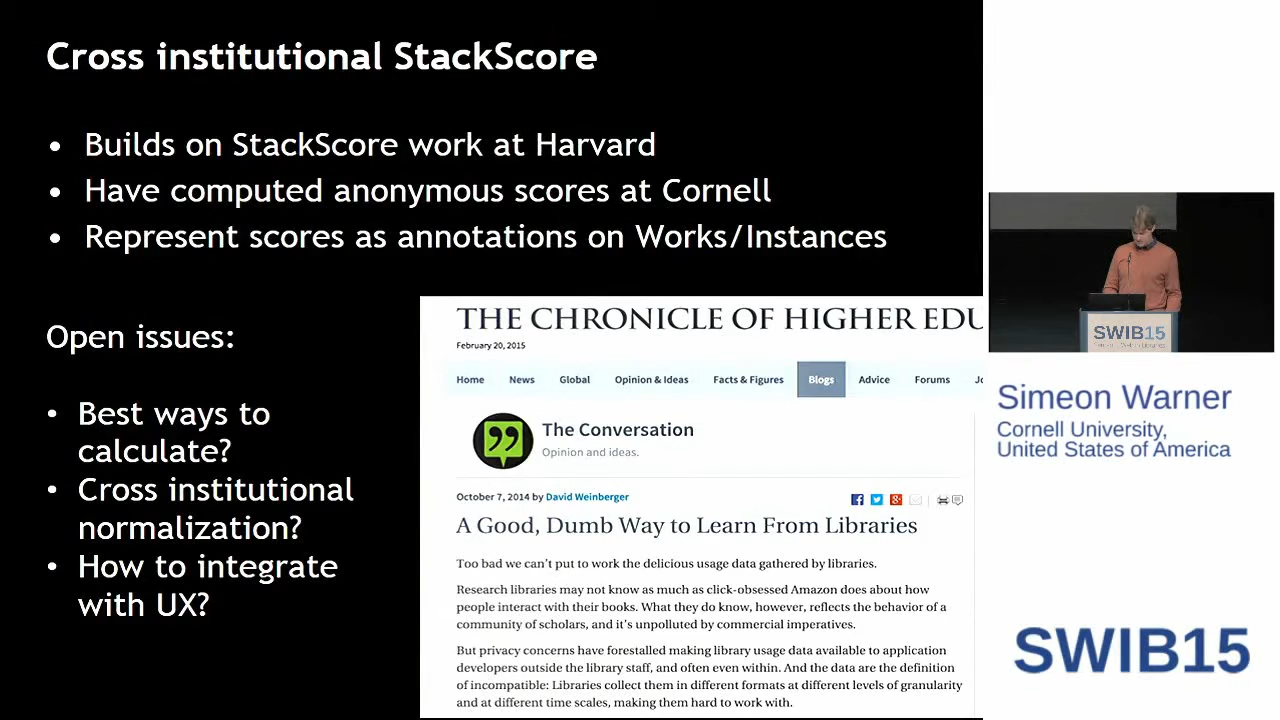 Cross institutional StackScore
• Builds on StackScore work at Harvard
• Have computed anonymous scores at Cornell
• Represent scores as annotations on Works/Instances
Open issues:
• Best ways to
calculate?
• Cross institutional
normalization?
• How to integrate
with UX?
THE CHRONICLE OF HIGHER EDU
February 20, 2015
Home News Global Opinion & Ideas Facts & Figures Blogs Advice Forums Jo
The Conversation
Opinion and ideas.
October 7, 2014 by David Weinberger
A Good, Dumb Way to Learn From Libraries
Too bad we can't put to work the delicious usage data gathered by libraries.
Research libraries may not know as much as click-obsessed Amazon does about how
people interact with their books. What they do know, however, reflects the behavior of a
community of scholars, and it's unpolluted by commercial imperatives.
But privacy concerns have forestalled making library usage data available to application
developers outside the library staff, and often even within. And the data are the definition
of incompatible: Libraries collect them in different formats at different levels of granularity
and at different time scales, making them hard to work with.
SWIB15
Simeon Warner
Cornell University,
United States of America
SWIB15